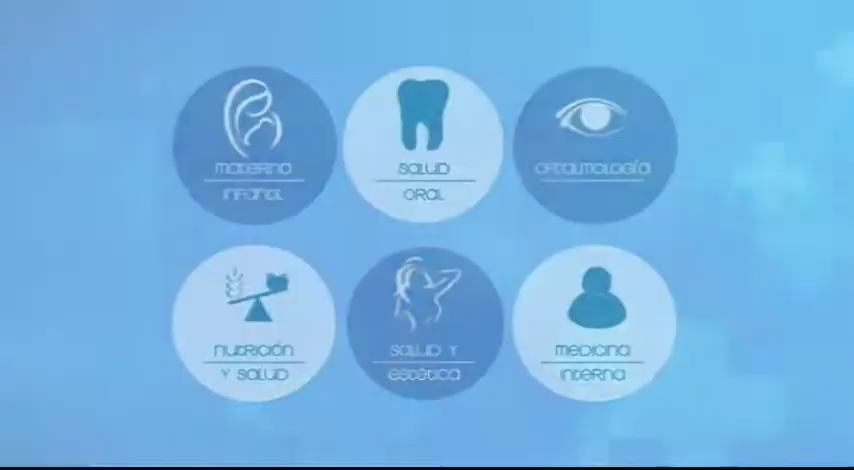 materno
infantil
salud
oral
oftalmología
nutrición
y salud
salud y
estética
medicina
interna